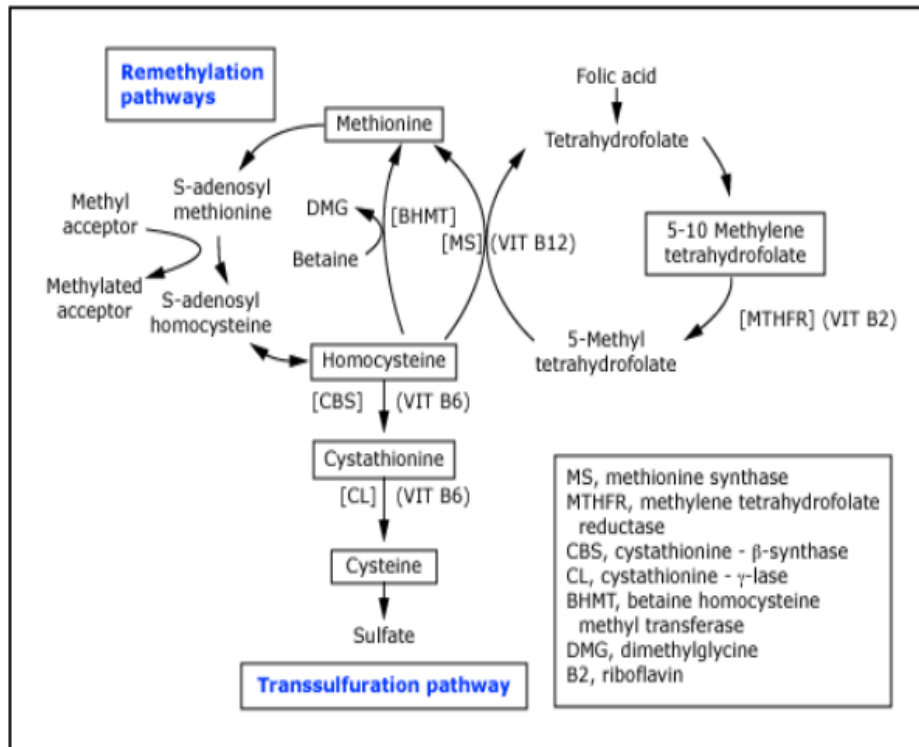 Remethylation
pathways
Folic acid
Methionine
Tetrahydrofolate
Methyl
acceptor
S-adenosyl
methionine
DMG
[BHMT]
Betaine
[MS] (VIT B12)
5-10 Methylene
tetrahydrofolate
Methylated
acceptor
S-adenosyl
homocysteine
[MTHFR] (VIT B2)
5-Methyl
tetrahydrofolate
Homocysteine
[CBS] (VIT B6)
Cystathionine
[CL] (VIT B6)
Cysteine
Sulfate
Transsulfuration pathway
MS, methionine synthase
MTHFR, methylene tetrahydrofolate
reductase
CBS, cystathionine - β-synthase
CL, cystathionine - γ-lase
BHMT, betaine homocysteine
methyl transferase
DMG, dimethylglycine
B2, riboflavin